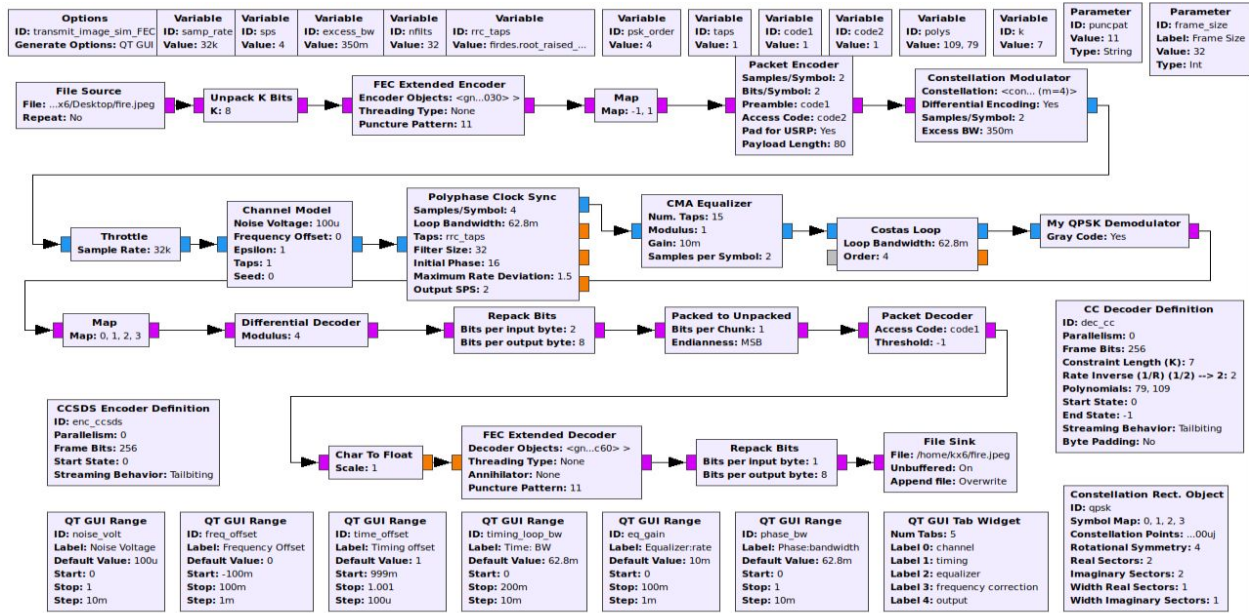 Options
ID: transmit_image_sim_FEC
Generate Options: QT GUI
Variable
ID: samp_rate
Value: 32k
Variable
ID: sps
Value: 4
Variable
ID: excess_bw
Value: 350m
Variable
ID: nfilts
Value: 32
Variable
ID: rrc_taps
Value: firdes.root_raised_...
Variable
ID: psk_order
Value: 4
Variable
ID: taps
Value: 1
Variable
ID: code1
Value: 1
Variable
ID: code2
Value: 1
Variable
ID: polys
Value: 109, 79
Variable
ID: k
Value: 7
Parameter
ID: puncpat
Value: 11
Type: String
Parameter
ID: frame_size
Label: Frame Size
Value: 32
Type: Int
File Source
File: ...x6/Desktop/fire.jpeg
Repeat: No
Unpack K Bits
K: 8
FEC Extended Encoder
Encoder Objects: <gn...030> >
Threading Type: None
Puncture Pattern: 11
Map
Map: -1, 1
Packet Encoder
Samples/Symbol: 2
Bits/Symbol: 2
Preamble: code1
Access Code: code2
Pad for USRP: Yes
Payload Length: 80
Constellation Modulator
Constellation: <con... (m=4)>
Differential Encoding: Yes
Samples/Symbol: 2
Excess BW: 350m
Throttle
Sample Rate: 32k
Channel Model
Noise Voltage: 100u
Frequency Offset: 0
Epsilon: 1
Taps: 1
Seed: 0
Polyphase Clock Sync
Samples/Symbol: 4
Loop Bandwidth: 62.8m
Taps: rrc_taps
Filter Size: 32
Initial Phase: 16
Maximum Rate Deviation: 1.5
Output SPS: 2
CMA Equalizer
Num. Taps: 15
Modulus: 1
Gain: 10m
Samples per Symbol: 2
Costas Loop
Loop Bandwidth: 62.8m
Order: 4
My QPSK Demodulator
Gray Code: Yes
Map
Map: 0, 1, 2, 3
Differential Decoder
Modulus: 4
Repack Bits
Bits per input byte: 2
Bits per output byte: 8
Packed to Unpacked
Bits per Chunk: 1
Endianness: MSB
Packet Decoder
Access Code: code1
Threshold: -1
CC Decoder Definition
ID: dec_cc
Parallelism: 0
Frame Bits: 256
Constraint Length (K): 7
Rate Inverse (1/R) (1/2) --> 2: 2
Polynomials: 79, 109
Start State: 0
End State: -1
Streaming Behavior: Tailbiting
Byte Padding: No
CCSDS Encoder Definition
ID: enc_ccsds
Parallelism: 0
Frame Bits: 256
Start State: 0
Streaming Behavior: Tailbiting
Char To Float
Scale: 1
FEC Extended Decoder
Decoder Objects: <gn...c60> >
Threading Type: None
Annihilator: None
Puncture Pattern: 11
Repack Bits
Bits per input byte: 1
Bits per output byte: 8
File Sink
File: /home/kx6/fire.jpeg
Unbuffered: On
Append file: Overwrite
QT GUI Range
ID: noise_volt
Label: Noise Voltage
Default Value: 100u
Start: 0
Stop: 1
Step: 10m
QT GUI Range
ID: freq_offset
Label: Frequency Offset
Default Value: 0
Start: -100m
Stop: 100m
Step: 1m
QT GUI Range
ID: time_offset
Label: Timing offset
Default Value: 1
Start: 999m
Stop: 1.001
Step: 100u
QT GUI Range
ID: timing_loop_bw
Label: Time: BW
Default Value: 62.8m
Start: 0
Stop: 200m
Step: 10m
QT GUI Range
ID: eq_gain
Label: Equalizer:rate
Default Value: 10m
Start: 0
Stop: 100m
Step: 1m
QT GUI Range
ID: phase_bw
Label: Phase:bandwidth
Default Value: 62.8m
Start: 0
Stop: 1
Step: 10m
QT GUI Tab Widget
Num Tabs: 5
Label 0: channel
Label 1: timing
Label 2: equalizer
Label 3: frequency correction
Label 4: output
Constellation Rect. Object
ID: qpsk
Symbol Map: 0, 1, 2, 3
Constellation Points: ...00uj
Rotational Symmetry: 4
Real Sectors: 2
Imaginary Sectors: 2
Width Real Sectors: 1
Width Imaginary Sectors: 1